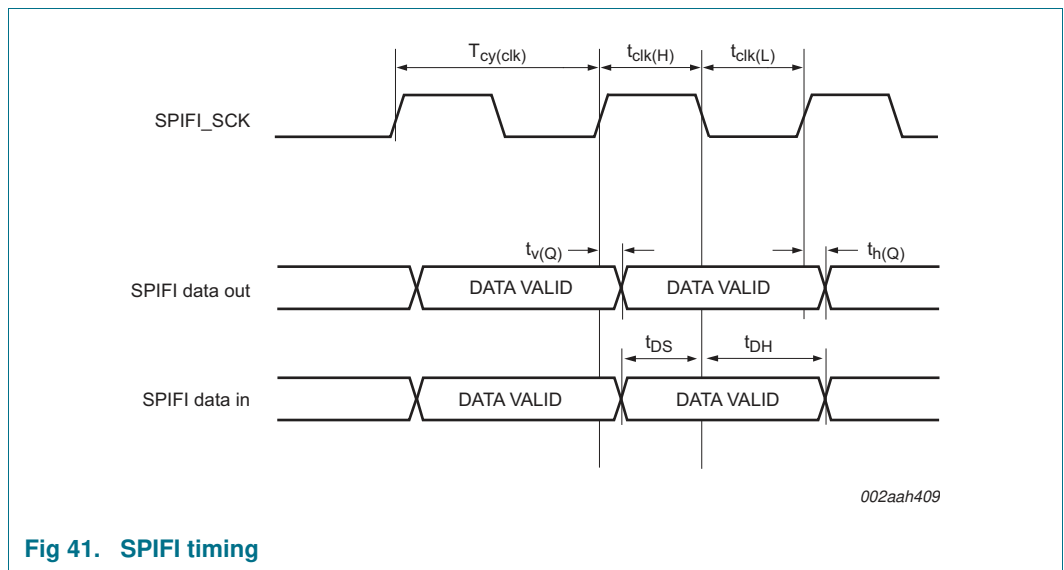 Tcy(clk) tclk(H) tclk(L)
SPIFI_SCK
tv(Q) th(Q)
SPIFI data out DATA VALID DATA VALID
tDS tDH
SPIFI data in DATA VALID DATA VALID
002aah409
Fig 41. SPIFI timing